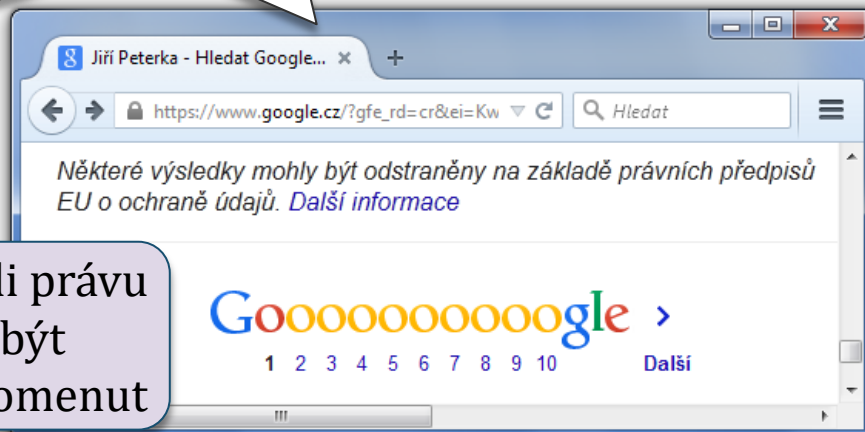 Jiří Peterka - Hledat Google...
https://www.google.cz/?gfe_rd=cr&ei=Kw
Hledat
Některé výsledky mohly být odstraněny na základě právních předpisů
EU o ochraně údajů. Další informace
li právu
být
omenut
Goooooooooogle >
1 2 3 4 5 6 7 8 9 10 Další